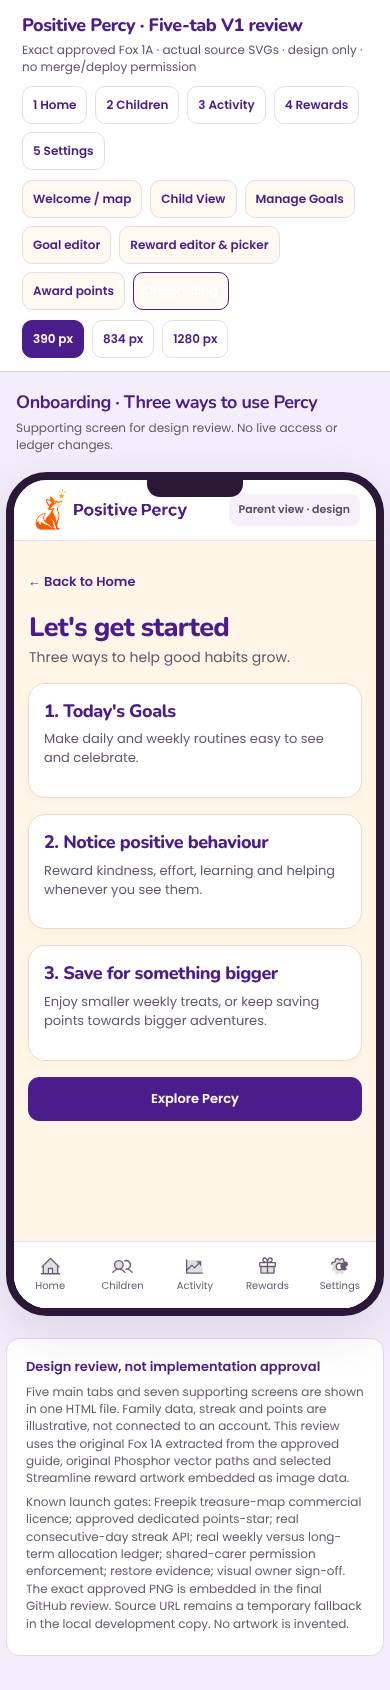 Positive Percy · Five-tab V1 review
Exact approved Fox 1A · actual source SVGs · design only ·
no merge/deploy permission
1 Home
2 Children
3 Activity
4 Rewards
5 Settings
Welcome / map
Child View
Manage Goals
Goal editor
Reward editor & picker
Award points
Onboarding
390 px
834 px
1280 px
Onboarding · Three ways to use Percy
Supporting screen for design review. No live access or
ledger changes.
Positive Percy
Parent view · design
← Back to Home
Let's get started
Three ways to help good habits grow.
1. Today's Goals
Make daily and weekly routines easy to see
and celebrate.
2. Notice positive behaviour
Reward kindness, effort, learning and helping
whenever you see them.
3. Save for something bigger
Enjoy smaller weekly treats, or keep saving
points towards bigger adventures.
Explore Percy
Home
Children
Activity
Rewards
Settings
Design review, not implementation approval
Five main tabs and seven supporting screens are shown
in one HTML file. Family data, streak and points are
illustrative, not connected to an account. This review
uses the original Fox 1A extracted from the approved
guide, original Phosphor vector paths and selected
Streamline reward artwork embedded as image data.
Known launch gates: Freepik treasure-map commercial
licence; approved dedicated points-star; real
consecutive-day streak API; real weekly versus long-
term allocation ledger; shared-carer permission
enforcement; restore evidence; visual owner sign-off.
The exact approved PNG is embedded in the final
GitHub review. Source URL remains a temporary fallback
in the local development copy. No artwork is invented.